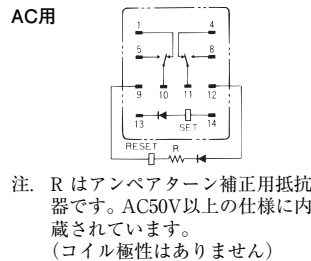 AC用
1 4
5 8
9 10 11 12
13 14
SET
RESET R
注. R はアンペアターン補正用抵抗
器です。AC50V以上の仕様に内
蔵されています。
(コイル極性はありません)